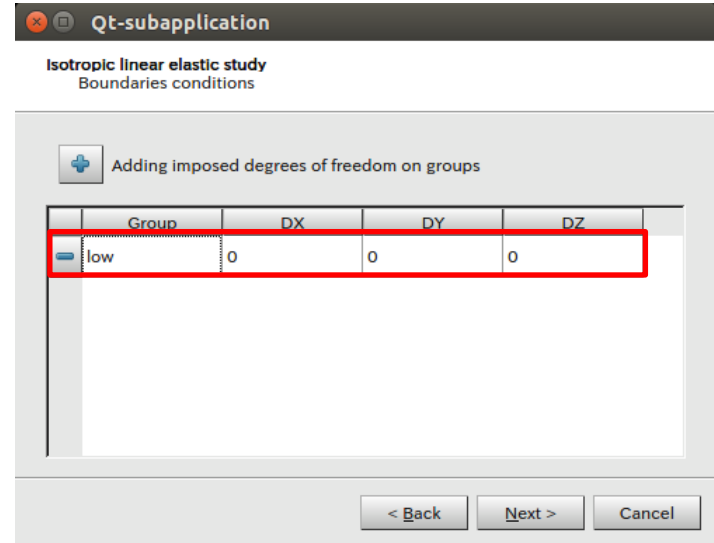 Qt-subapplication
Isotropic linear elastic study
Boundaries conditions
Adding imposed degrees of freedom on groups
Group DX DY DZ
low 0 0 0
< Back Next > Cancel